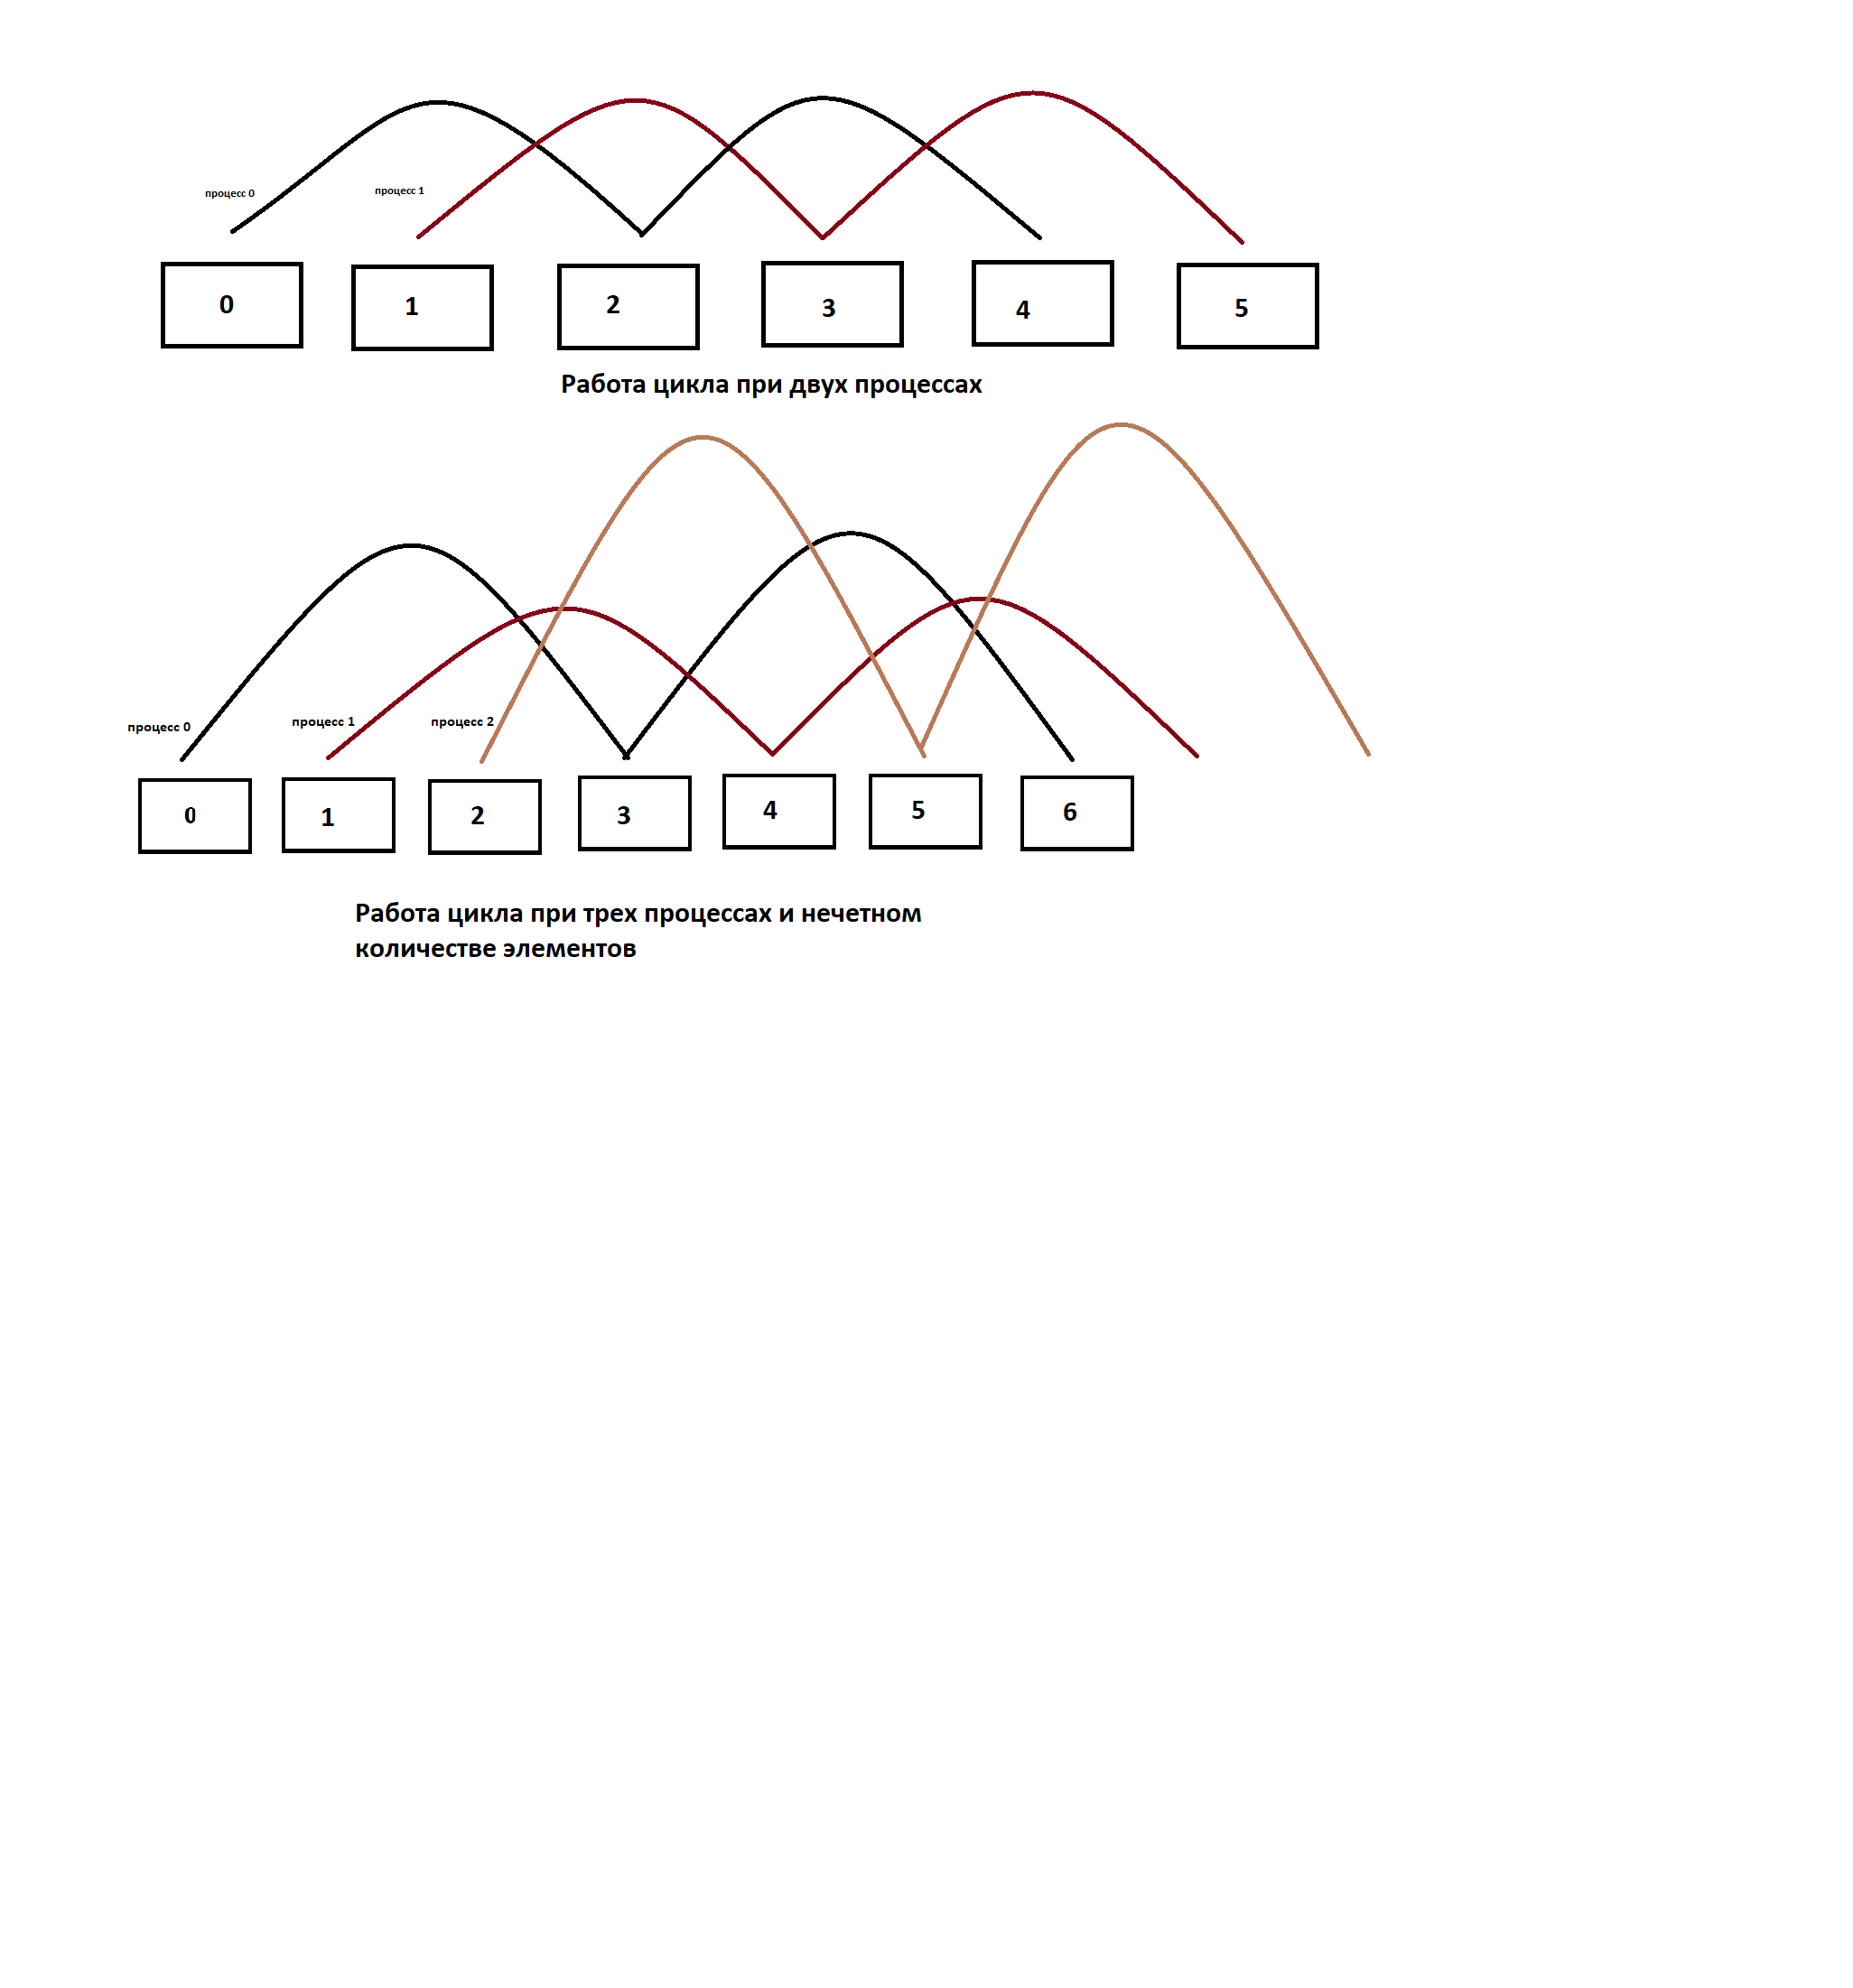 процесс 0
процесс 1
0
1
2
3
4
5
Работа цикла при двух процессах
процесс 0
процесс 1
процесс 2
0
1
2
3
4
5
6
Работа цикла при трех процессах и нечетном
количестве элементов